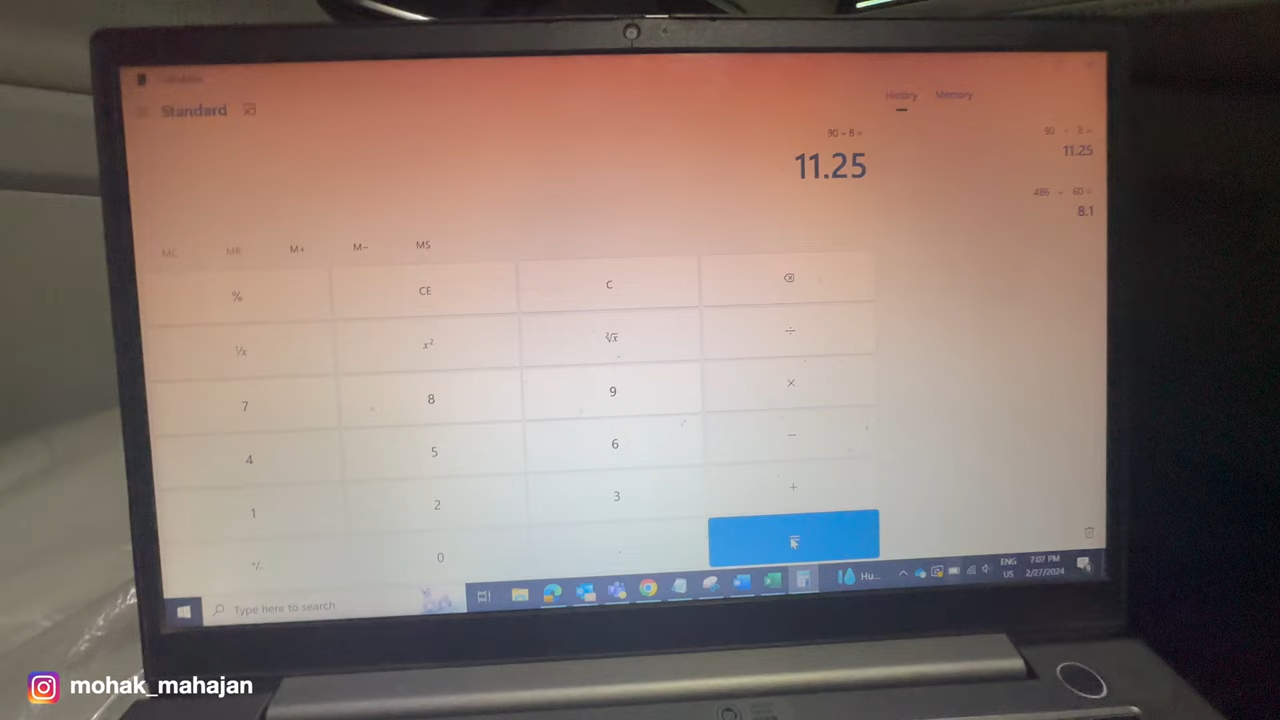 Standard
History Memory
90 ÷ 8 =
11.25
90 ÷ 8 =
11.25
486 ÷ 60 =
8.1
MC MR M+ M− MS
% CE C
¹/x x² ²√x ÷
7 8 9 ×
4 5 6 −
1 2 3 +
+/− 0 . =
Type here to search
Hu...
ENG
US
7:07 PM
2/27/2024
mohak_mahajan